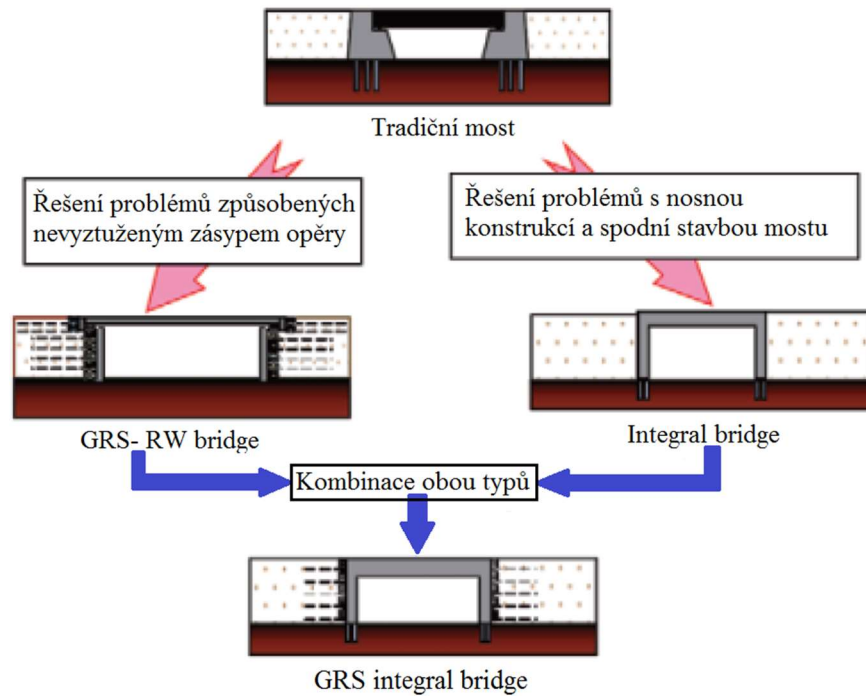 Tradiční most
Řešení problémů způsobených
nevyztuženým zásypem opěry
Řešení problémů s nosnou
konstrukcí a spodní stavbou mostu
GRS- RW bridge
Integral bridge
Kombinace obou typů
GRS integral bridge